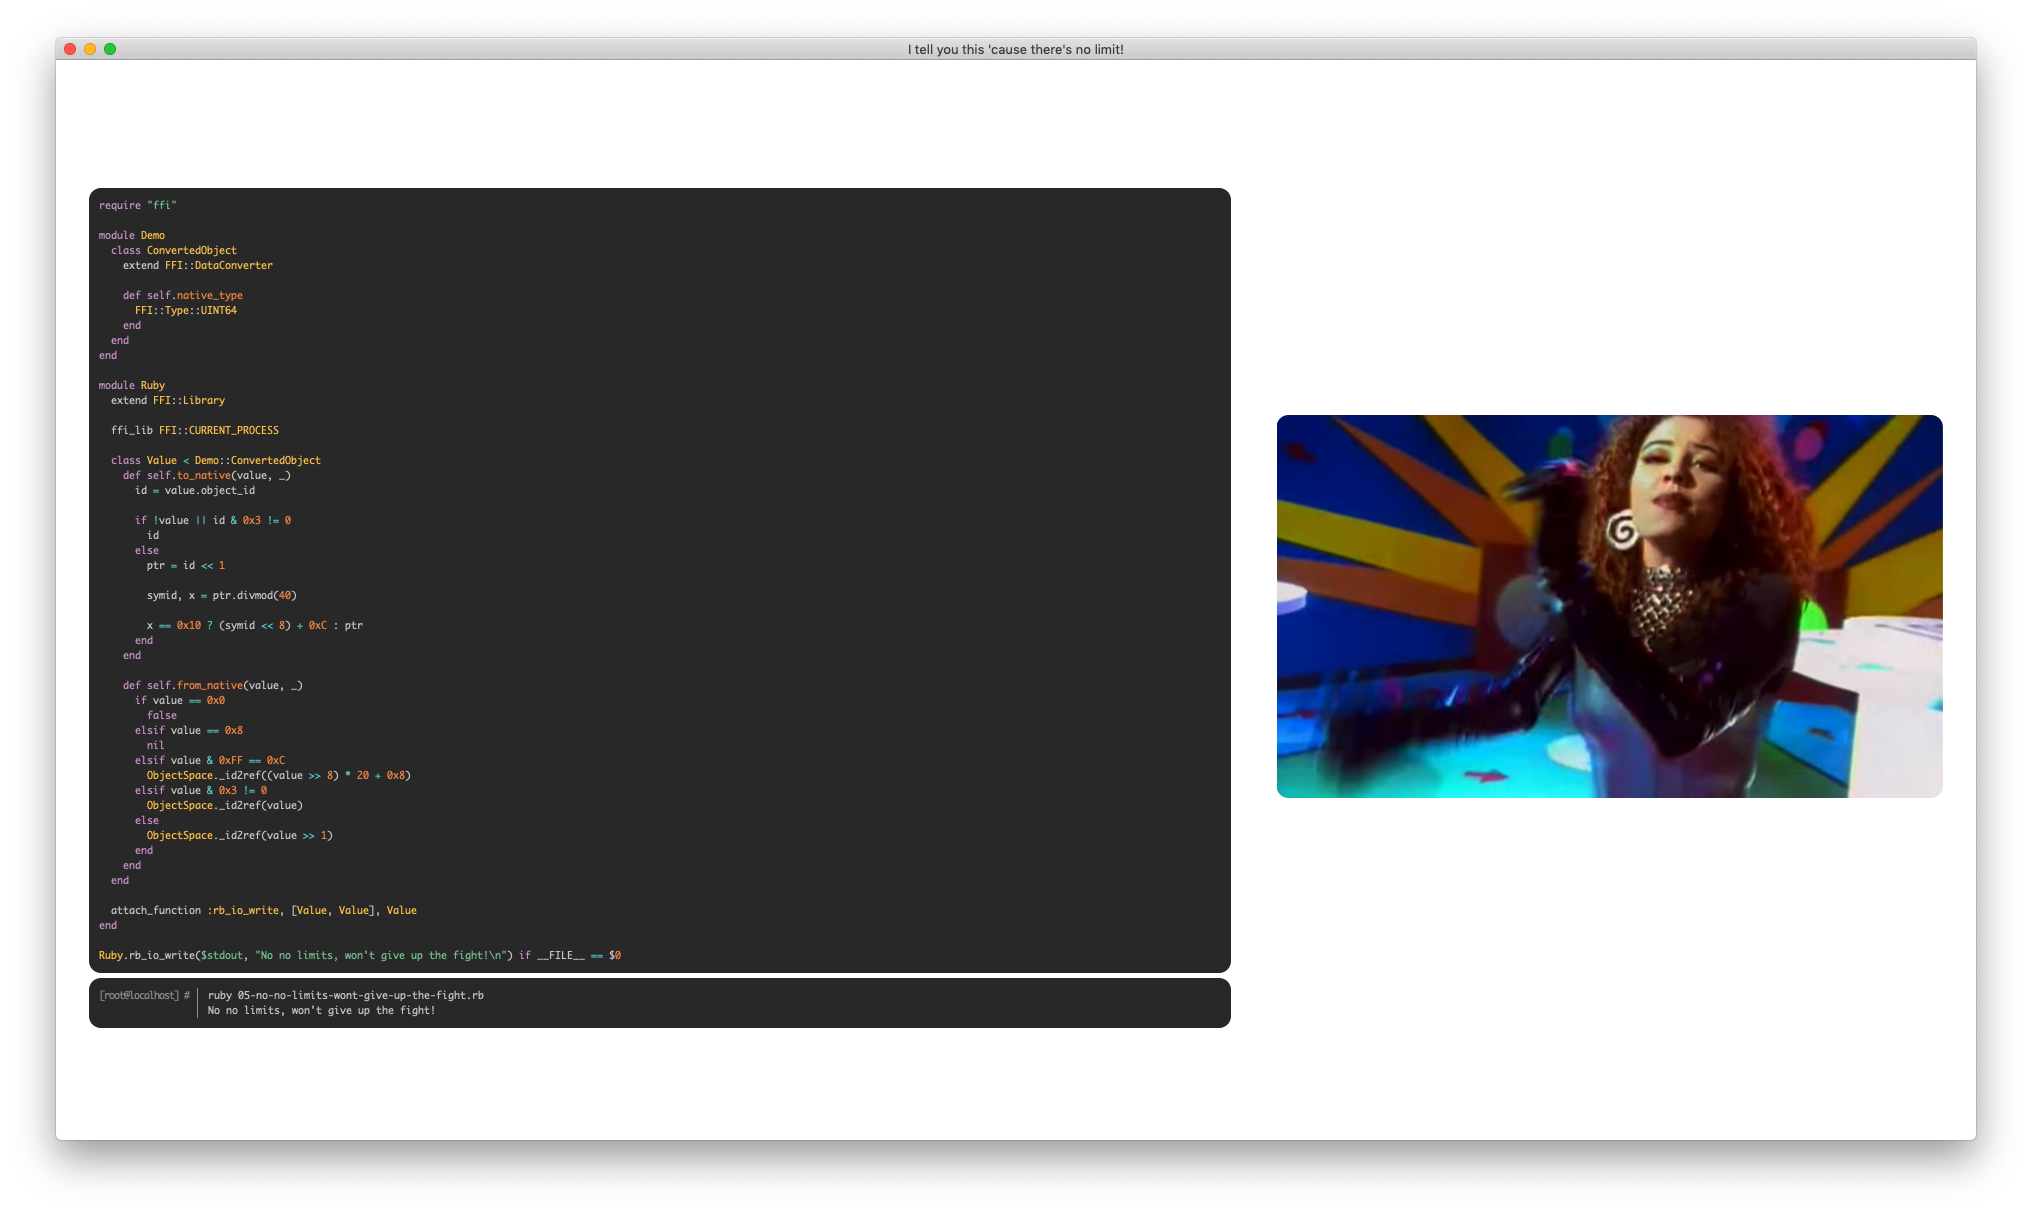 I tell you this 'cause there's no limit!
require "ffi"
module Demo
  class ConvertedObject
    extend FFI::DataConverter
    def self.native_type
      FFI::Type::UINT64
    end
  end
end
module Ruby
  extend FFI::Library
  ffi_lib FFI::CURRENT_PROCESS
  class Value < Demo::ConvertedObject
    def self.to_native(value, _)
      id = value.object_id
      if !value || id & 0x3 != 0
        id
      else
        ptr = id << 1
        symid, x = ptr.divmod(40)
        x == 0x10 ? (symid << 8) + 0xC : ptr
      end
    end
    def self.from_native(value, _)
      if value == 0x0
        false
      elsif value == 0x8
        nil
      elsif value & 0xFF == 0xC
        ObjectSpace._id2ref((value >> 8) * 20 + 0x8)
      elsif value & 0x3 != 0
        ObjectSpace._id2ref(value)
      else
        ObjectSpace._id2ref(value >> 1)
      end
    end
  end
  attach_function :rb_io_write, [Value, Value], Value
end
Ruby.rb_io_write($stdout, "No no limits, won't give up the fight!\n") if __FILE__ == $0
[root@localhost] # ruby 05-no-no-limits-wont-give-up-the-fight.rb
No no limits, won't give up the fight!